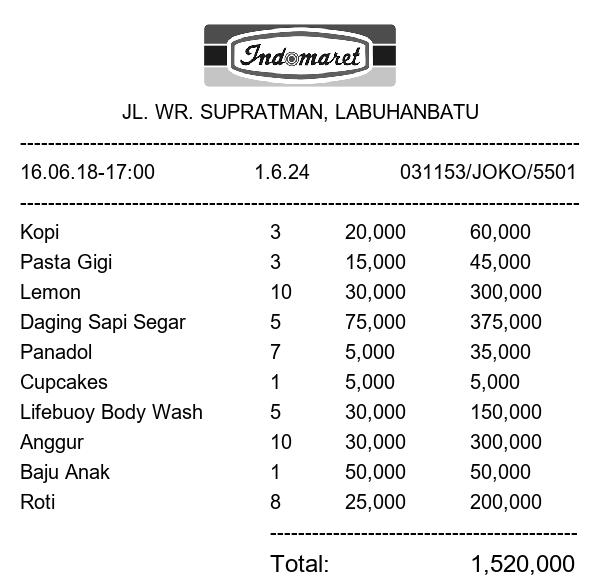 Indomaret
JL. WR. SUPRATMAN, LABUHANBATU
--------------------------------------------------------------------------------
16.06.18-17:00 1.6.24 031153/JOKO/5501
--------------------------------------------------------------------------------
Kopi 3 20,000 60,000
Pasta Gigi 3 15,000 45,000
Lemon 10 30,000 300,000
Daging Sapi Segar 5 75,000 375,000
Panadol 7 5,000 35,000
Cupcakes 1 5,000 5,000
Lifebuoy Body Wash 5 30,000 150,000
Anggur 10 30,000 300,000
Baju Anak 1 50,000 50,000
Roti 8 25,000 200,000
--------------------------------------------
Total: 1,520,000